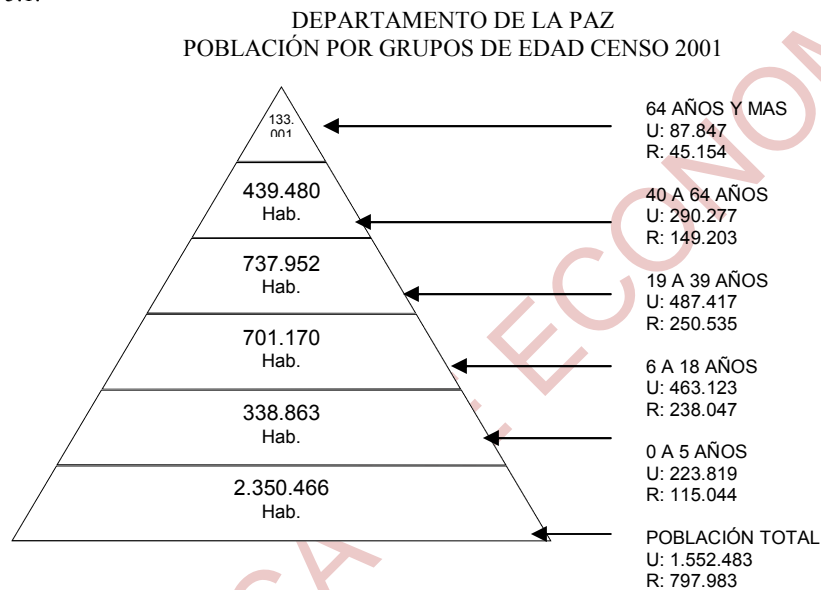 DEPARTAMENTO DE LA PAZ
POBLACIÓN POR GRUPOS DE EDAD CENSO 2001
133.
001
64 AÑOS Y MAS
U: 87.847
R: 45.154
439.480
Hab.
40 A 64 AÑOS
U: 290.277
R: 149.203
737.952
Hab.
19 A 39 AÑOS
U: 487.417
R: 250.535
701.170
Hab.
6 A 18 AÑOS
U: 463.123
R: 238.047
338.863
Hab.
0 A 5 AÑOS
U: 223.819
R: 115.044
2.350.466
Hab.
POBLACIÓN TOTAL
U: 1.552.483
R: 797.983